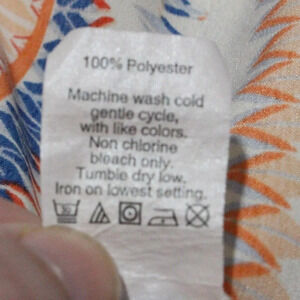 100% Polyester
Machine wash cold
gentle cycle,
with like colors.
Non chlorine
bleach only.
Tumble dry low,
Iron on lowest setting.